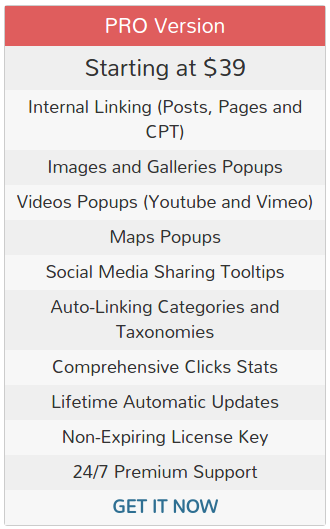 PRO Version
Starting at $39
Internal Linking (Posts, Pages and
CPT)
Images and Galleries Popups
Videos Popups (Youtube and Vimeo)
Maps Popups
Social Media Sharing Tooltips
Auto-Linking Categories and
Taxonomies
Comprehensive Clicks Stats
Lifetime Automatic Updates
Non-Expiring License Key
24/7 Premium Support
GET IT NOW